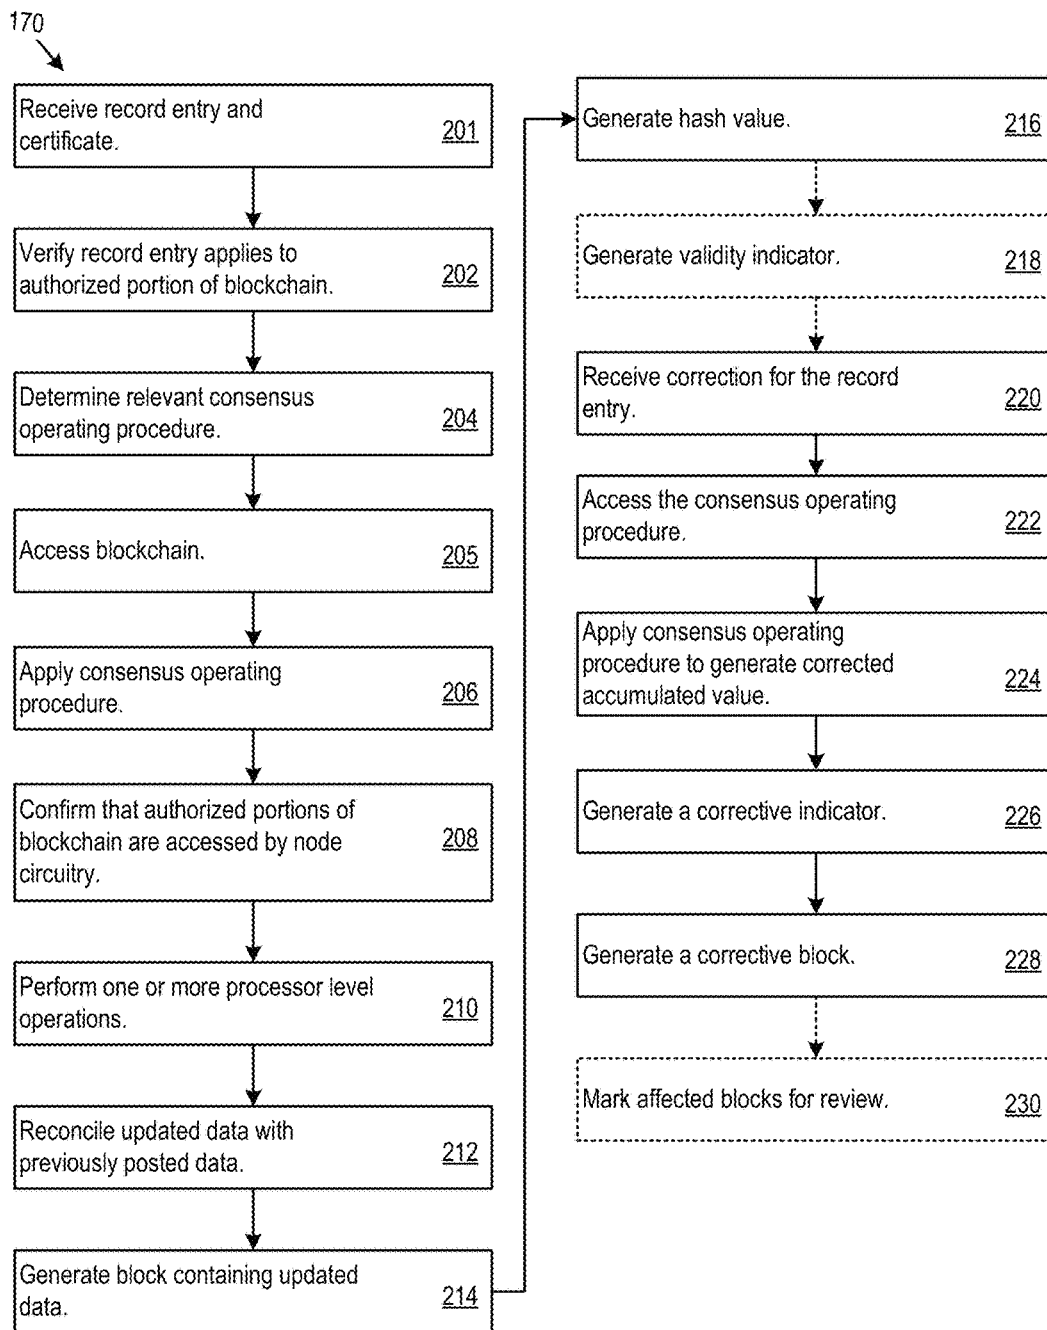 170
Receive record entry and
certificate.
201
Verify record entry applies to
authorized portion of blockchain.
202
Determine relevant consensus
operating procedure.
204
Access blockchain.
205
Apply consensus operating
procedure.
206
Confirm that authorized portions of
blockchain are accessed by node
circuitry.
208
Perform one or more processor level
operations.
210
Reconcile updated data with
previously posted data.
212
Generate block containing updated
data.
214
Generate hash value.
216
Generate validity indicator.
218
Receive correction for the record
entry.
220
Access the consensus operating
procedure.
222
Apply consensus operating
procedure to generate corrected
accumulated value.
224
Generate a corrective indicator.
226
Generate a corrective block.
228
Mark affected blocks for review.
230